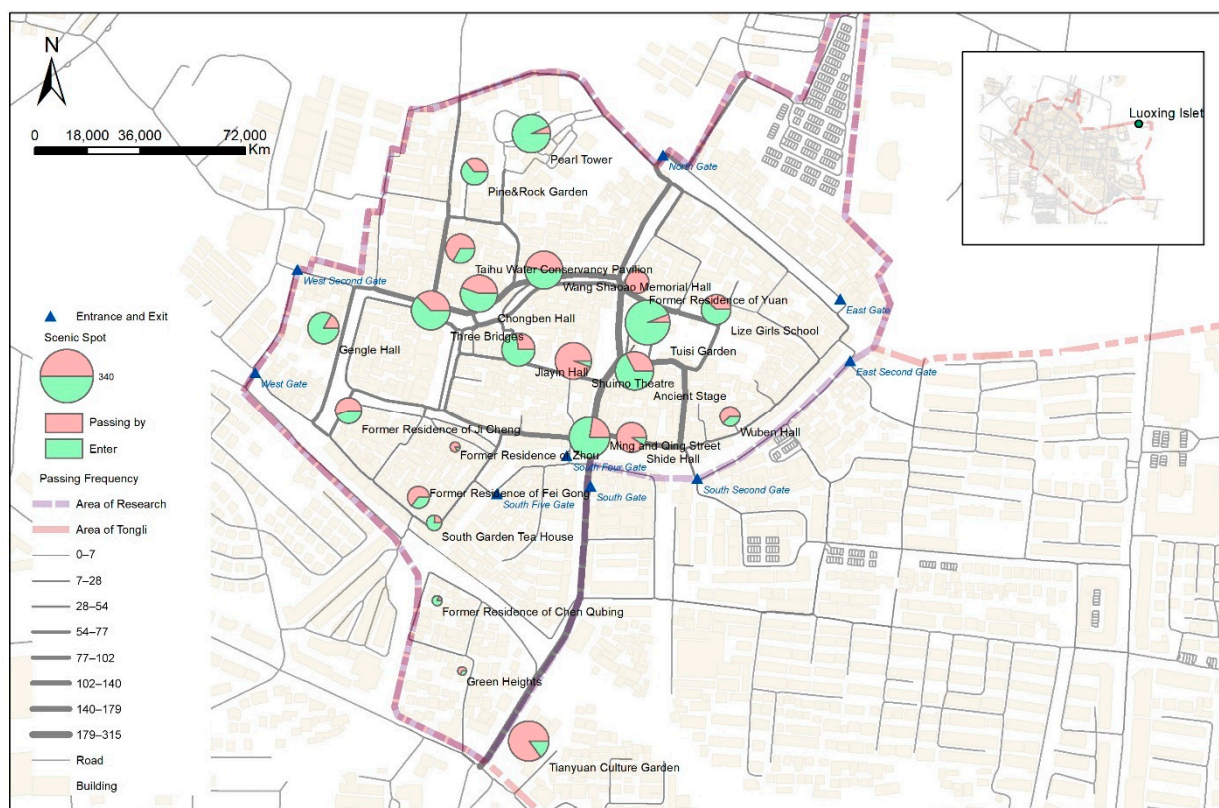 N
0 18,000 36,000 72,000
Km
Luoxing Islet
Pearl Tower
North Gate
Pine&Rock Garden
West Second Gate
Taihu Water Conservancy Pavilion
Wang Shaoao Memorial Hall
Former Residence of Yuan
East Gate
Chongben Hall
Lize Girls School
Three Bridges
Gengle Hall
Tuisi Garden
East Second Gate
Jiayin Hall
West Gate
Shuimo Theatre
Ancient Stage
Former Residence of Ji Cheng
Wuben Hall
Ming and Qing Street
Former Residence of Zhou
Shide Hall
South Four Gate
South Second Gate
South Gate
Former Residence of Fei Gong
South Five Gate
South Garden Tea House
Former Residence of Chen Qubing
Green Heights
Tianyuan Culture Garden
Entrance and Exit
Scenic Spot
340
Passing by
Enter
Passing Frequency
Area of Research
Area of Tongli
0–7
7–28
28–54
54–77
77–102
102–140
140–179
179–315
Road
Building